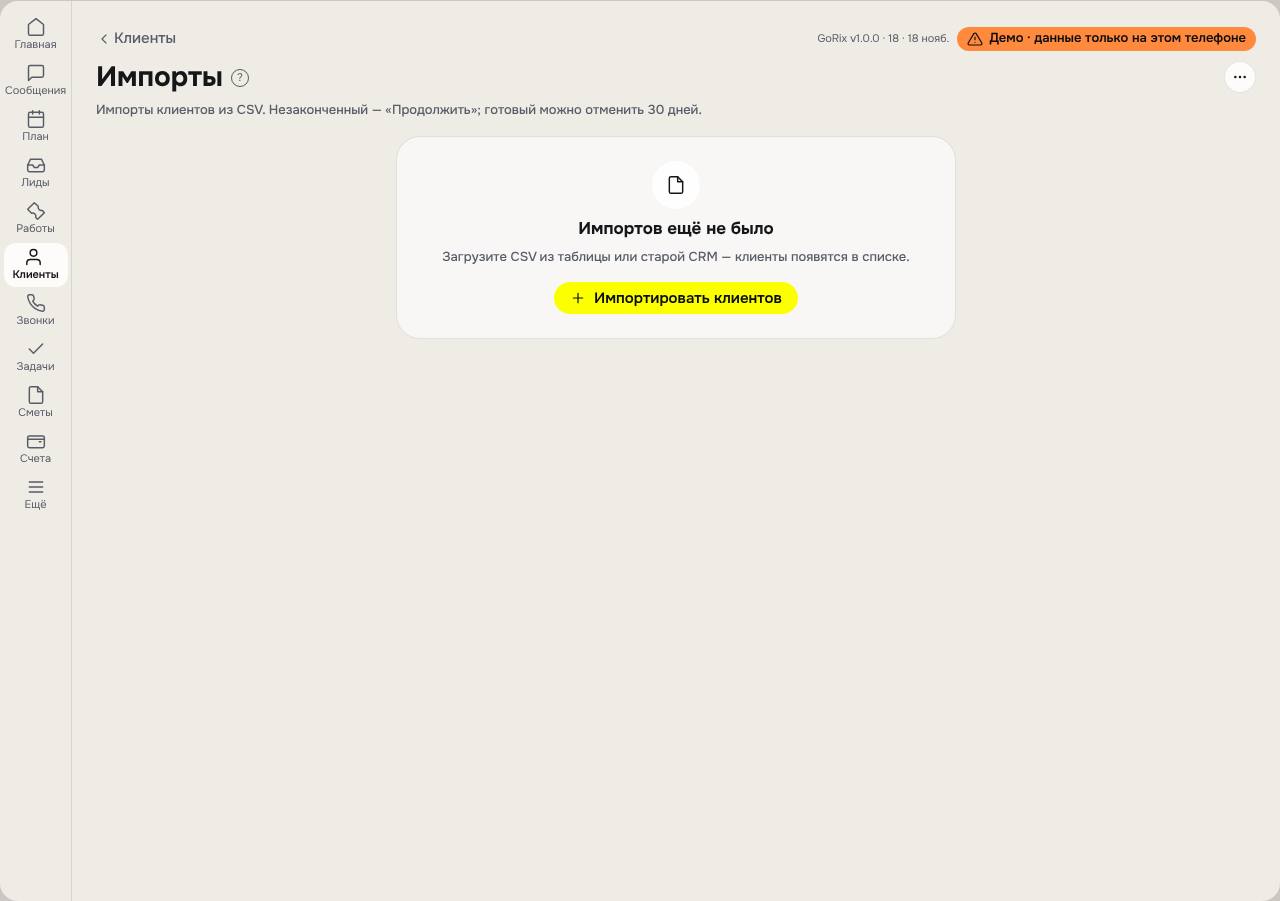 Главная
Сообщения
План
Лиды
Работы
Клиенты
Звонки
Задачи
Сметы
Счета
Ещё
Клиенты
GoRix v1.0.0 · 18 · 18 нояб.
Демо · данные только на этом телефоне
Импорты ?
Импорты клиентов из CSV. Незаконченный — «Продолжить»; готовый можно отменить 30 дней.
Импортов ещё не было
Загрузите CSV из таблицы или старой CRM — клиенты появятся в списке.
Импортировать клиентов